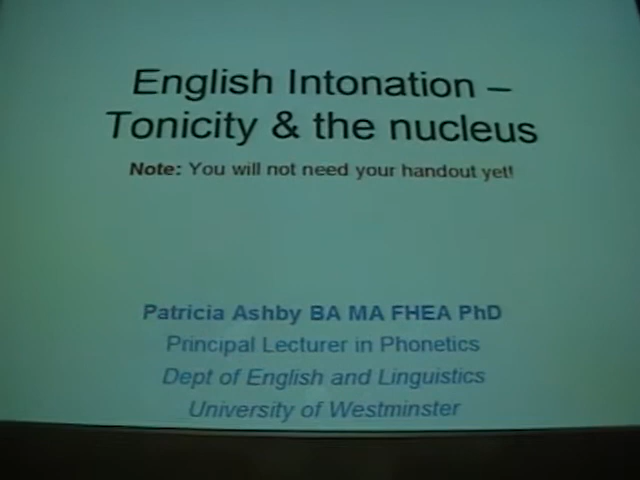 English Intonation –
Tonicity & the nucleus
Note: You will not need your handout yet!
Patricia Ashby BA MA FHEA PhD
Principal Lecturer in Phonetics
Dept of English and Linguistics
University of Westminster